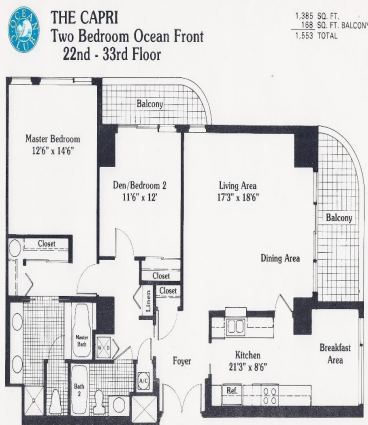 OCEAN
FOUR
THE CAPRI
Two Bedroom Ocean Front
22nd - 33rd Floor
1,385 SQ. FT.
168 SQ. FT. BALCONY
1,553 TOTAL
Balcony
Master Bedroom
12'6" x 14'6"
Den/Bedroom 2
11'6" x 12'
Living Area
17'3" x 18'6"
Balcony
Closet
Dining Area
Closet
Closet
Linen
Master
Bath
W D
Foyer
Kitchen
21'3" x 8'6"
Breakfast
Area
Bath
2
A/C
Ref.